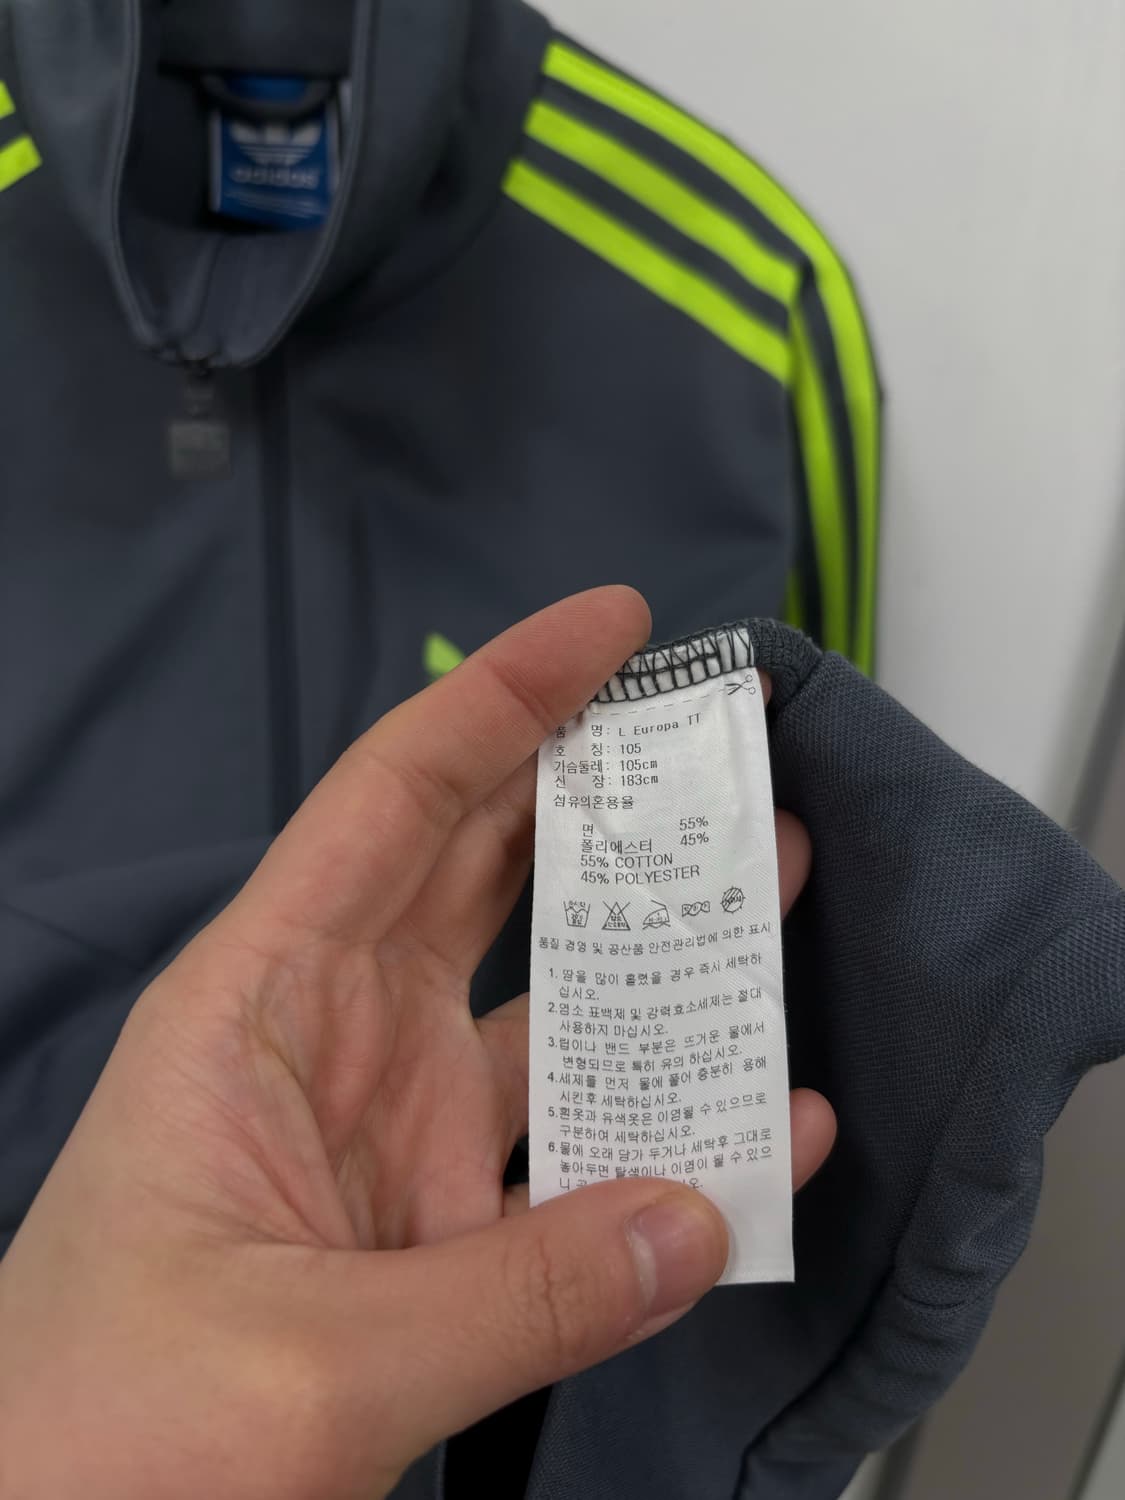 adidas
품 명: L Europa TT
호 칭: 105
가슴둘레: 105cm
신 장: 183cm
섬유의혼용율
면 55%
폴리에스터 45%
55% COTTON
45% POLYESTER
품질 경영 및 공산품 안전관리법에 의한 표시
1. 땀을 많이 흘렸을 경우 즉시 세탁하
십시오.
2. 염소 표백제 및 강력효소세제는 절대
사용하지 마십시오.
3. 립이나 밴드 부분은 뜨거운 물에서
변형되므로 특히 유의 하십시오.
4. 세제를 먼저 물에 풀어 충분히 용해
시킨후 세탁하십시오.
5. 흰옷과 유색옷은 이염될 수 있으므로
구분하여 세탁하십시오.
6. 물에 오래 담가 두거나 세탁후 그대로
놓아두면 탈색이나 이염이 될 수 있으
니